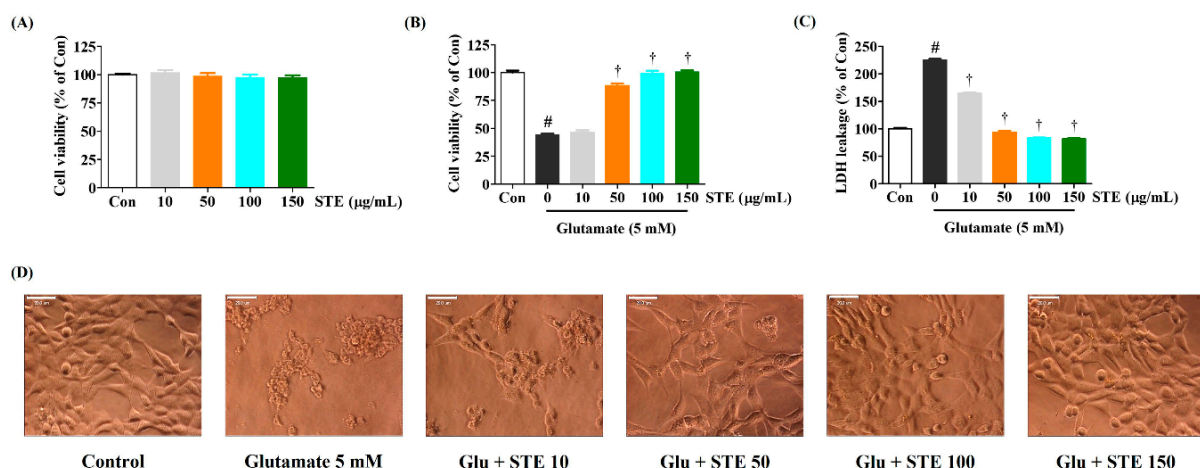 (A)
Cell viability (% of Con)
125
100
75
50
25
0
Con 10 50 100 150 STE (μg/mL)
(B)
Cell viability (% of Con)
125
100
75
50
25
0
#
†
†
†
Con 0 10 50 100 150 STE (μg/mL)
Glutamate (5 mM)
(C)
LDH leakage (% of Con)
250
200
150
100
50
0
#
†
†
†
†
Con 0 10 50 100 150 STE (μg/mL)
Glutamate (5 mM)
(D)
Control Glutamate 5 mM Glu + STE 10 Glu + STE 50 Glu + STE 100 Glu + STE 150